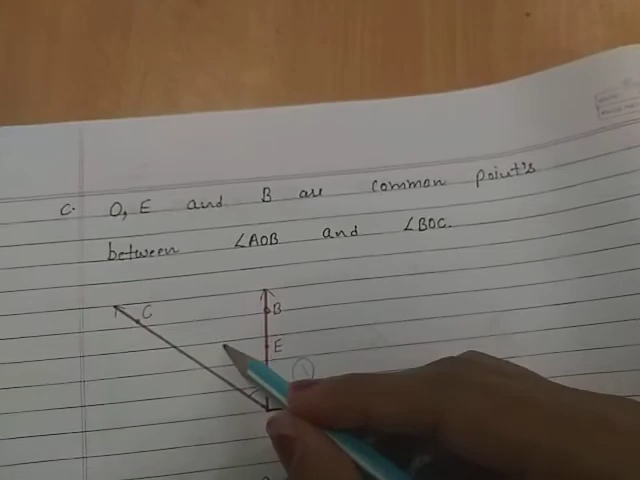 c. O, E and B are common point's
between ∠AOB and ∠BOC.
C
B
E